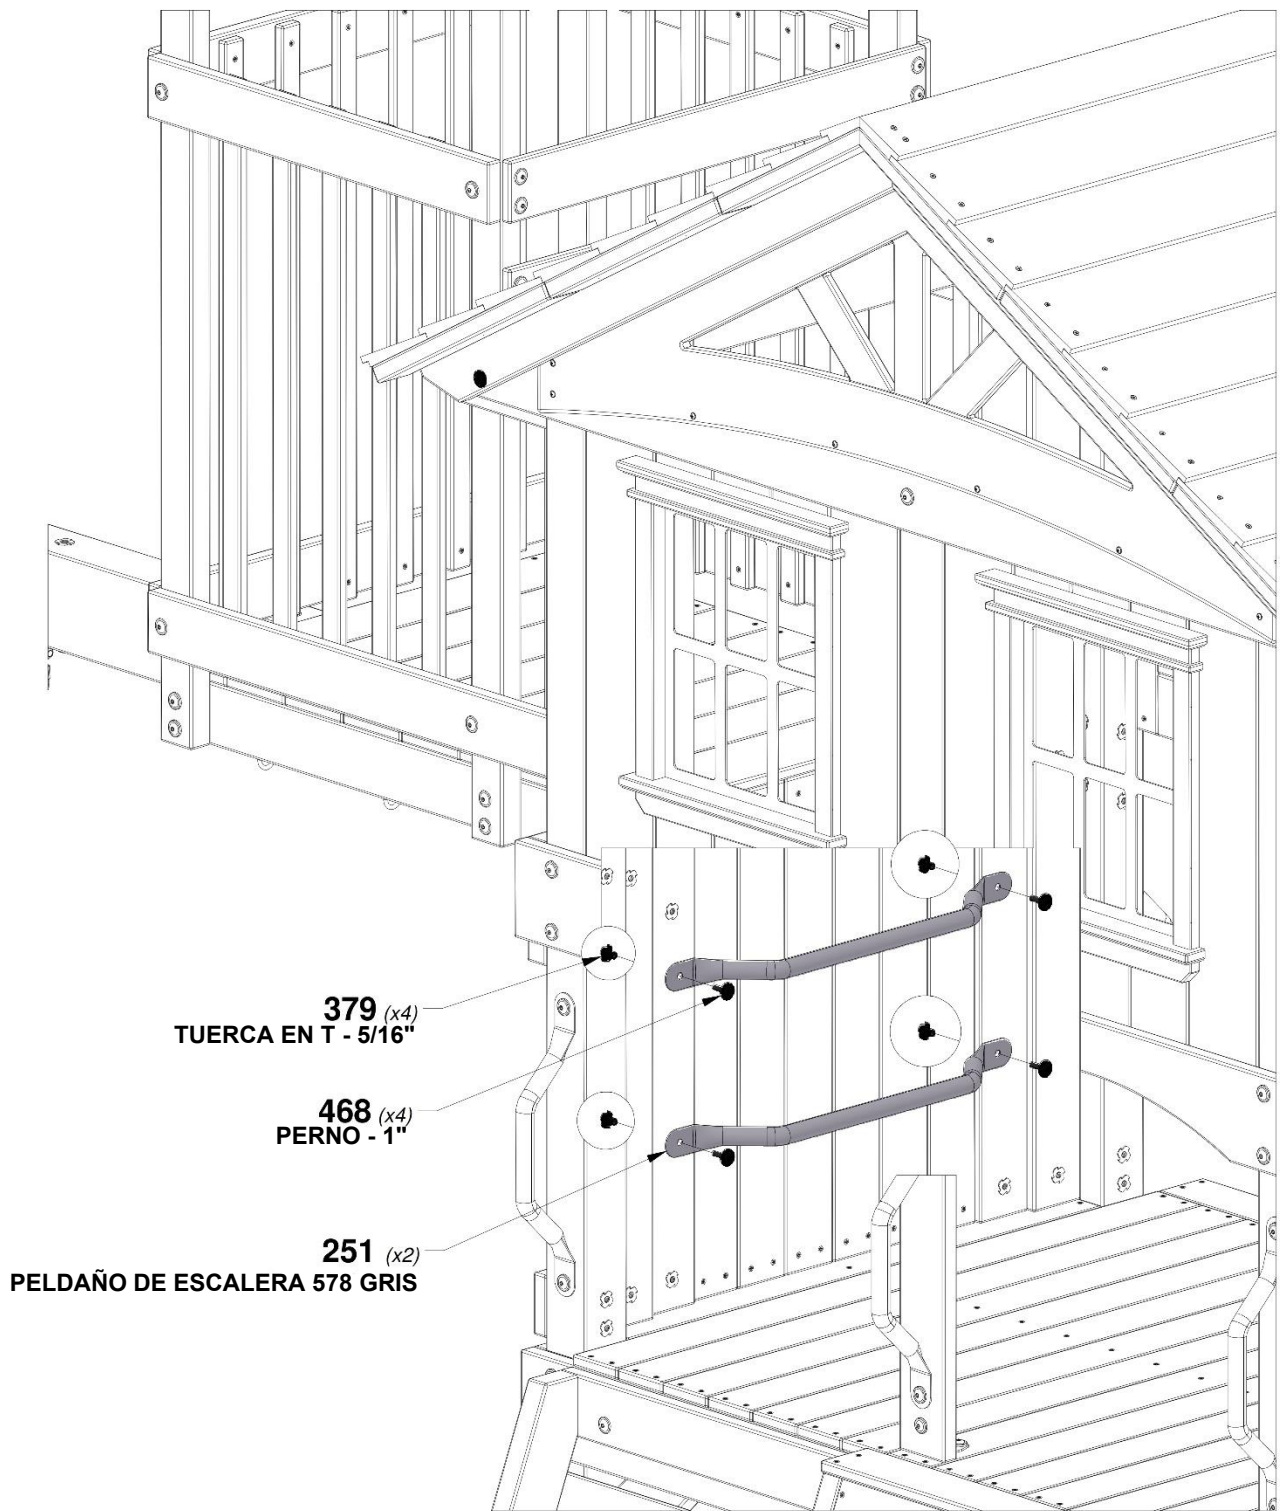 379 (x4)
TUERCA EN T - 5/16"
468 (x4)
PERNO - 1"
251 (x2)
PELDAÑO DE ESCALERA 578 GRIS